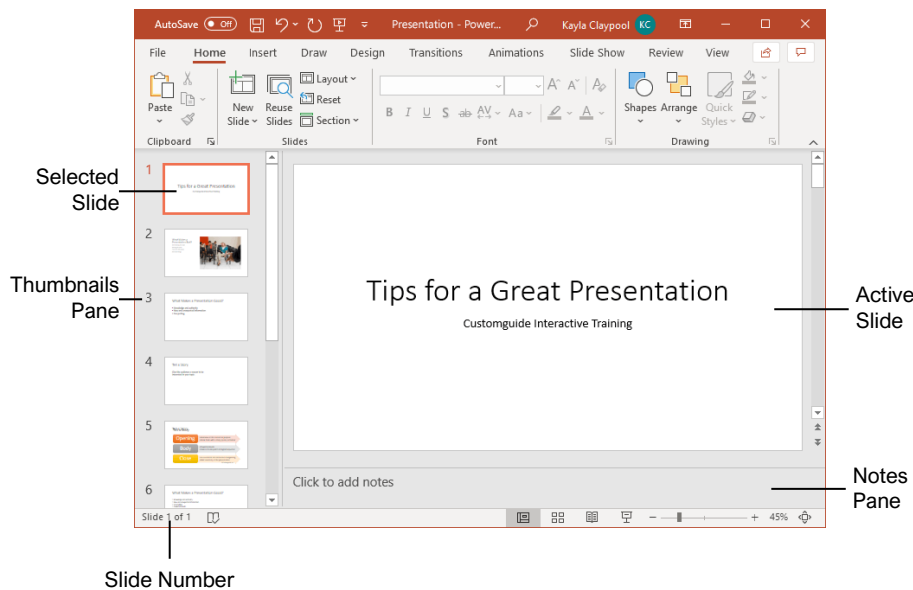 AutoSave Off Presentation - Power... Kayla Claypool KC
File Home Insert Draw Design Transitions Animations Slide Show Review View
Paste
New
Slide
Reuse
Slides
Layout
Reset
Section
B I U S ab AV Aa A
A A A
Shapes Arrange Quick
Styles
Clipboard Slides Font Drawing
Selected
Slide
Thumbnails
Pane
1
Tips for a Great Presentation
2
3
What Makes a Presentation Great?
4
5
Opening
Body
Close
6
What Makes a Presentation Great?
Tips for a Great Presentation
Customguide Interactive Training
Active
Slide
Click to add notes
Notes
Pane
Slide 1 of 1
45%
Slide Number